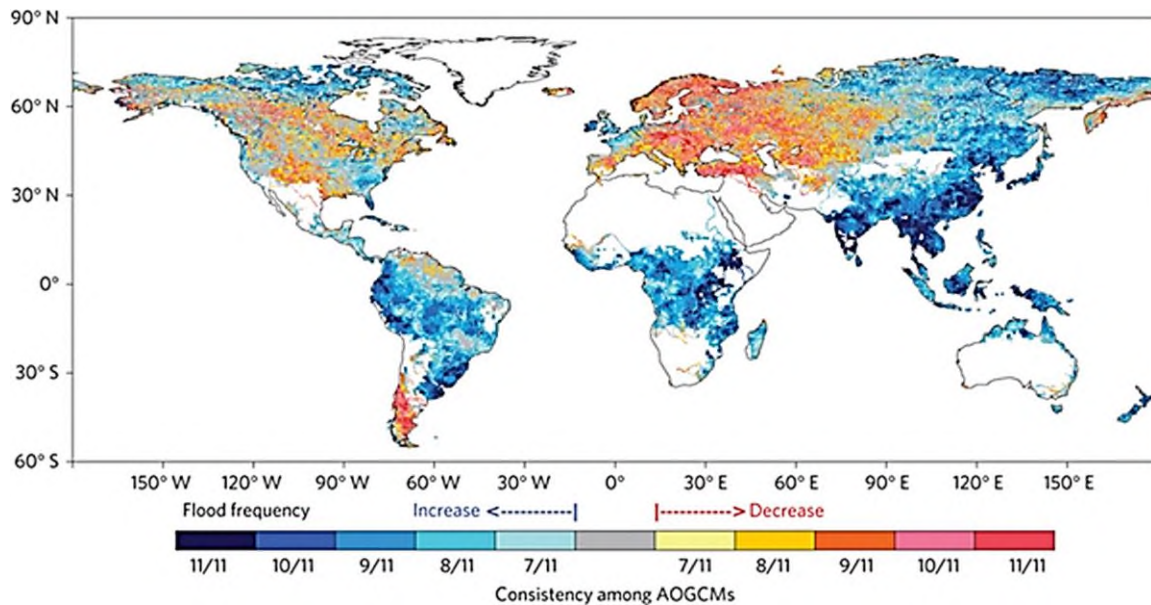 90° N
60° N
30° N
0°
30° S
60° S
150° W 120° W 90° W 60° W 30° W 0° 30° E 60° E 90° E 120° E 150° E
Flood frequency Increase Decrease
11/11 10/11 9/11 8/11 7/11 7/11 8/11 9/11 10/11 11/11
Consistency among AOGCMs